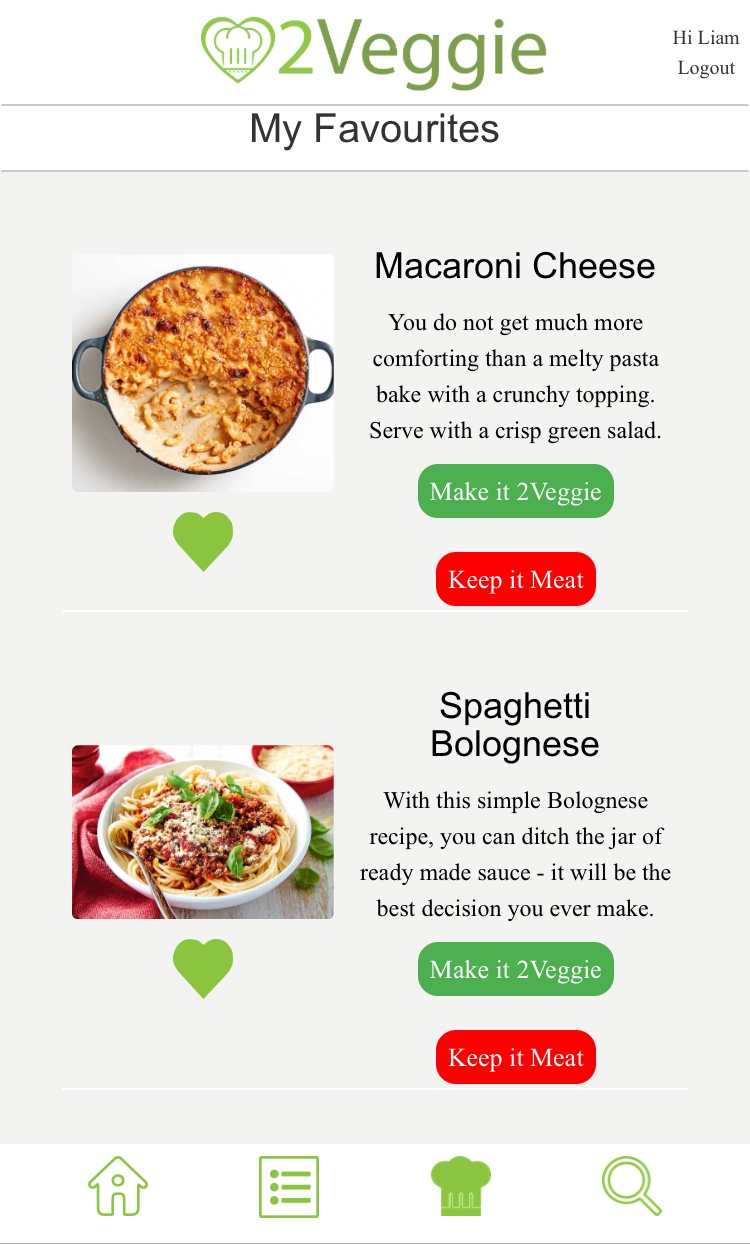 2Veggie
Hi Liam
Logout
My Favourites
Macaroni Cheese
You do not get much more
comforting than a melty pasta
bake with a crunchy topping.
Serve with a crisp green salad.
Make it 2Veggie
Keep it Meat
Spaghetti
Bolognese
With this simple Bolognese
recipe, you can ditch the jar of
ready made sauce - it will be the
best decision you ever make.
Make it 2Veggie
Keep it Meat